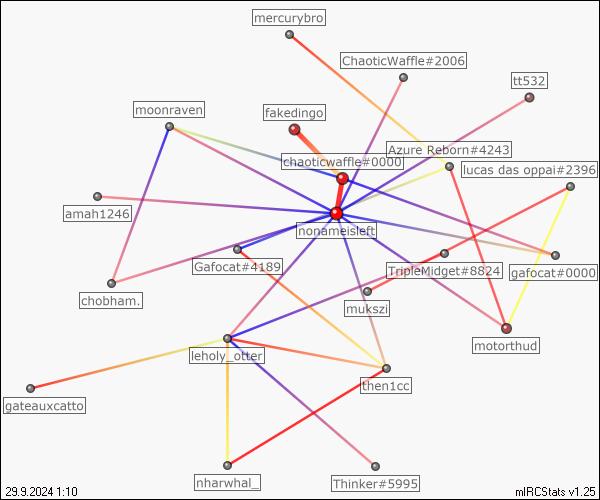 mercurybro
ChaoticWaffle#2006
tt532
moonraven
fakedingo
Azure Reborn#4243
chaoticwaffle#0000
lucas das oppai#2396
amah1246
nonameisleft
Gafocat#4189
TripleMidget#8824
gafocat#0000
chobham.
mukszi
motorthud
leholy_otter
then1cc
gateauxcatto
nharwhal_
Thinker#5995
29.9.2024 1:10
mIRCStats v1.25